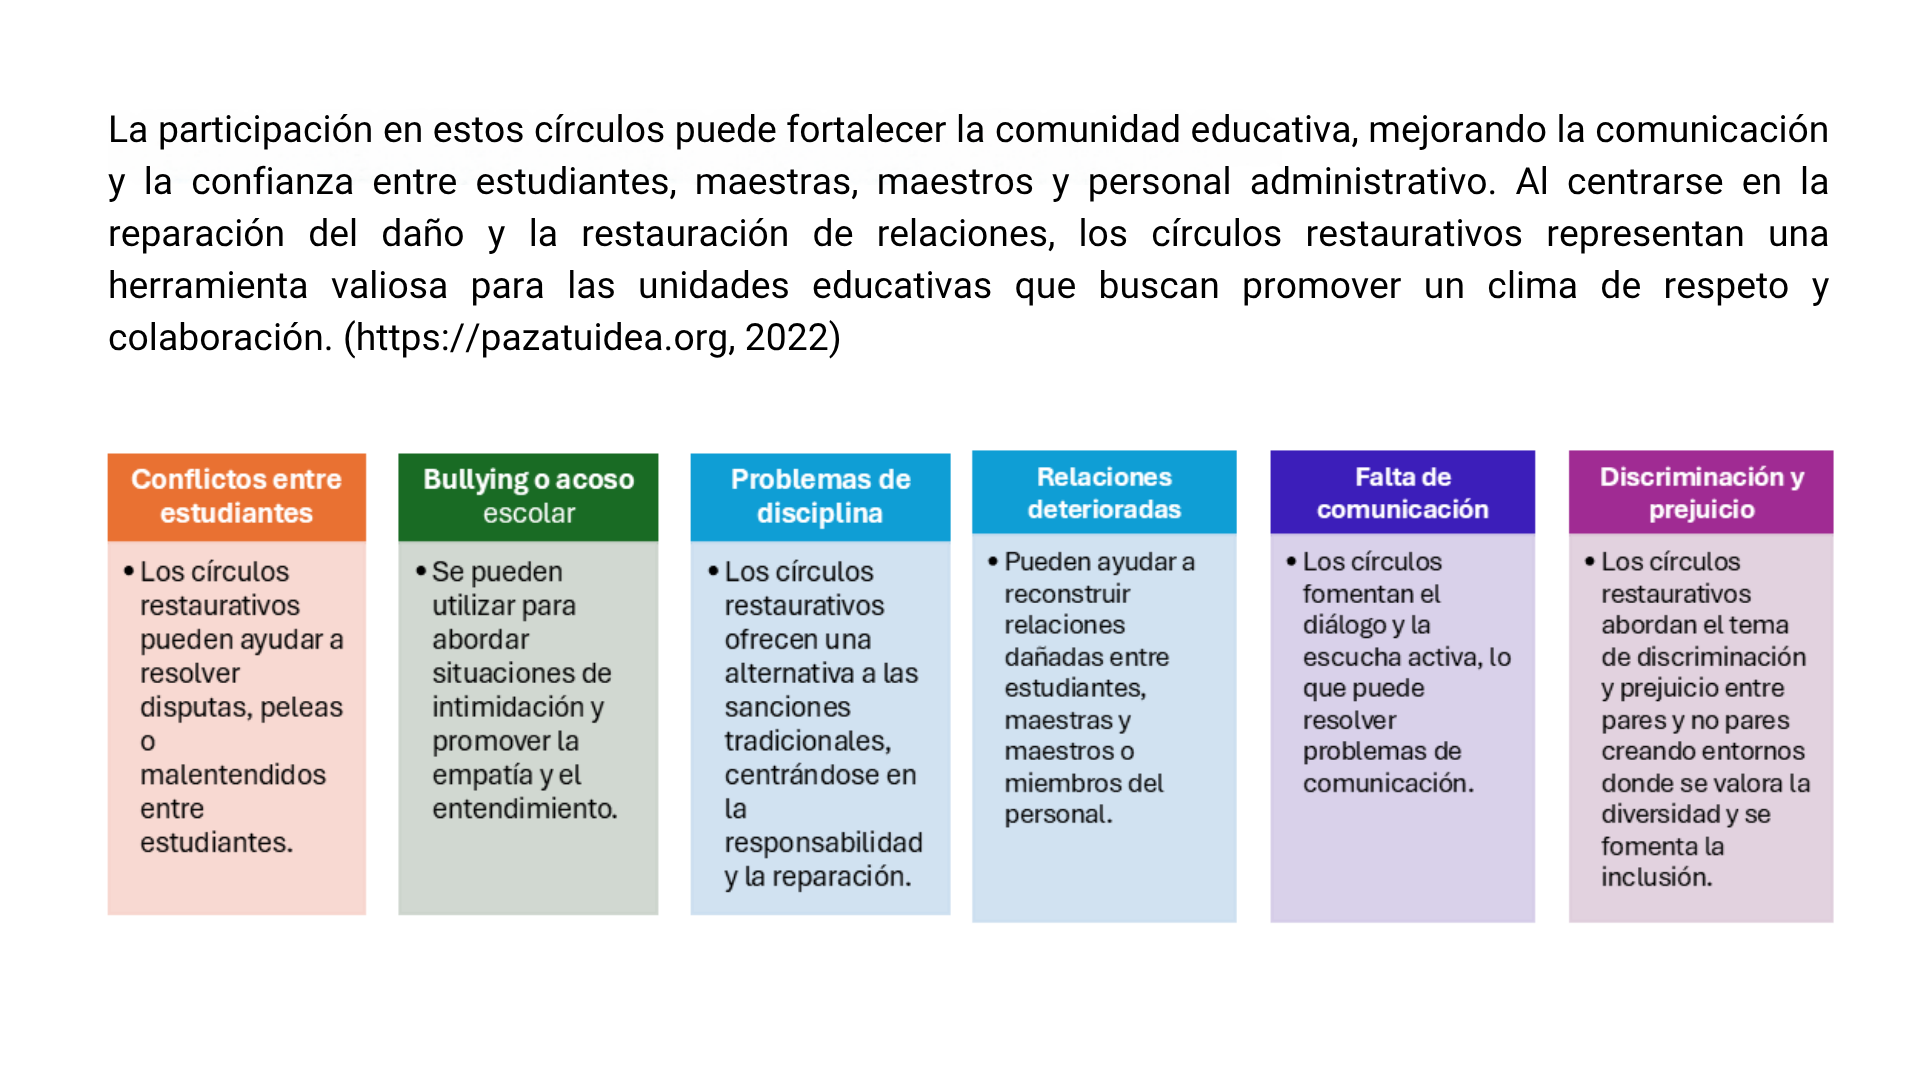 La participación en estos círculos puede fortalecer la comunidad educativa, mejorando la comunicación
y la confianza entre estudiantes, maestras, maestros y personal administrativo. Al centrarse en la
reparación del daño y la restauración de relaciones, los círculos restaurativos representan una
herramienta valiosa para las unidades educativas que buscan promover un clima de respeto y
colaboración. (https://pazatuidea.org, 2022)
Conflictos entre
estudiantes
• Los círculos
restaurativos
pueden ayudar a
resolver
disputas, peleas
o
malentendidos
entre
estudiantes.
Bullying o acoso
escolar
• Se pueden
utilizar para
abordar
situaciones de
intimidación y
promover la
empatía y el
entendimiento.
Problemas de
disciplina
• Los círculos
restaurativos
ofrecen una
alternativa a las
sanciones
tradicionales,
centrándose en
la
responsabilidad
y la reparación.
Relaciones
deterioradas
• Pueden ayudar a
reconstruir
relaciones
dañadas entre
estudiantes,
maestras y
maestros o
miembros del
personal.
Falta de
comunicación
• Los círculos
fomentan el
diálogo y la
escucha activa, lo
que puede
resolver
problemas de
comunicación.
Discriminación y
prejuicio
• Los círculos
restaurativos
abordan el tema
de discriminación
y prejuicio entre
pares y no pares
creando entornos
donde se valora la
diversidad y se
fomenta la
inclusión.